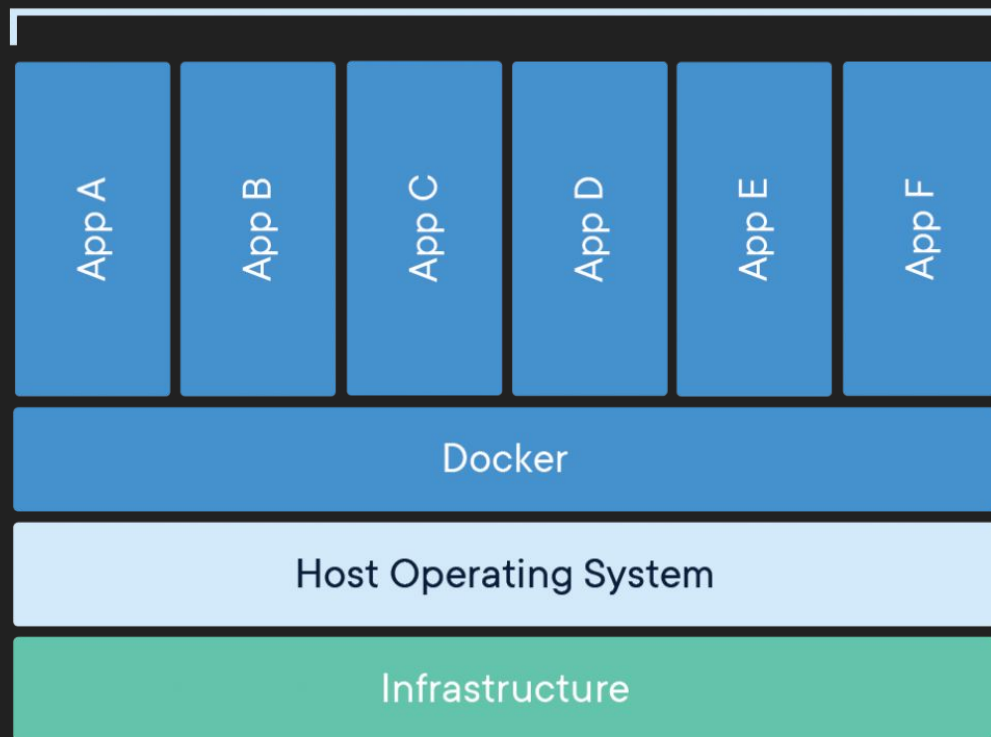 App A
App B
App C
App D
App E
App F
Docker
Host Operating System
Infrastructure